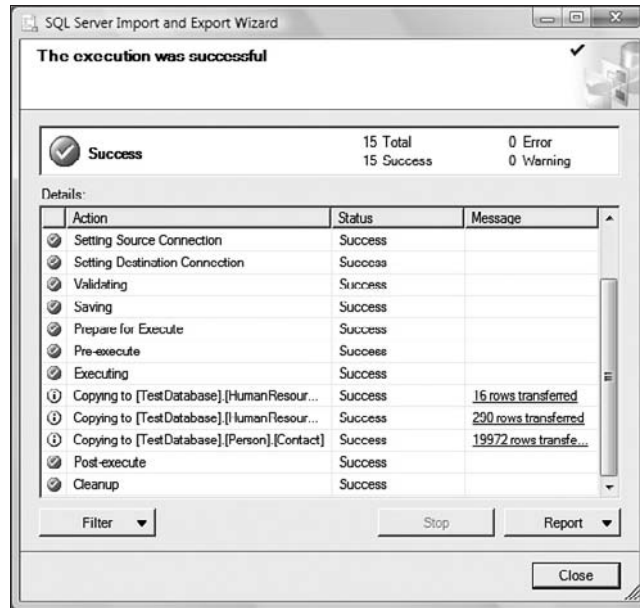 SQL Server Import and Export Wizard
The execution was successful
Success
15 Total
0 Error
15 Success
0 Warning
Details:
Action Status Message
Setting Source Connection Success
Setting Destination Connection Success
Validating Success
Saving Success
Prepare for Execute Success
Pre-execute Success
Executing Success
Copying to [TestDatabase].[HumanResour... Success 16 rows transferred
Copying to [TestDatabase].[HumanResour... Success 290 rows transferred
Copying to [TestDatabase].[Person].[Contact] Success 19972 rows transfe...
Post-execute Success
Cleanup Success
Filter Stop Report
Close